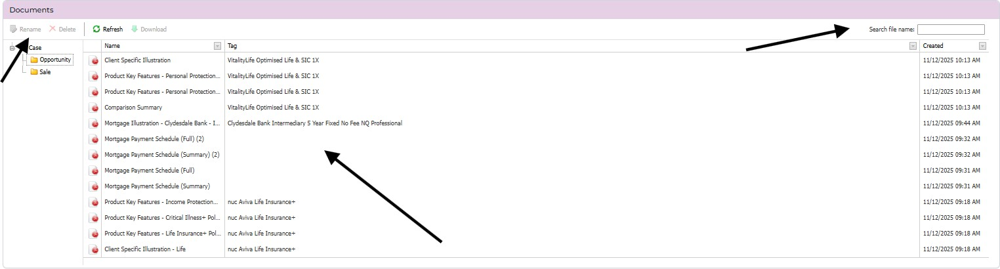 Documents
Rename Delete Refresh Download Search file name:
Case Name Tag Created
Opportunity Client Specific Illustration VitalityLife Optimised Life & SIC 1X 11/12/2025 10:13 AM
Sale Product Key Features - Personal Protection... VitalityLife Optimised Life & SIC 1X 11/12/2025 10:13 AM
Product Key Features - Personal Protection... VitalityLife Optimised Life & SIC 1X 11/12/2025 10:13 AM
Comparison Summary VitalityLife Optimised Life & SIC 1X 11/12/2025 10:13 AM
Mortgage Illustration - Clydesdale Bank - I... Clydesdale Bank Intermediary 5 Year Fixed No Fee NQ Professional 11/12/2025 09:44 AM
Mortgage Payment Schedule (Full) (2) 11/12/2025 09:32 AM
Mortgage Payment Schedule (Summary) (2) 11/12/2025 09:32 AM
Mortgage Payment Schedule (Full) 11/12/2025 09:31 AM
Mortgage Payment Schedule (Summary) 11/12/2025 09:31 AM
Product Key Features - Income Protection... nuc Aviva Life Insurance+ 11/12/2025 09:18 AM
Product Key Features - Critical Illness+ Pol... nuc Aviva Life Insurance+ 11/12/2025 09:18 AM
Product Key Features - Life Insurance+ Pol... nuc Aviva Life Insurance+ 11/12/2025 09:18 AM
Client Specific Illustration - Life nuc Aviva Life Insurance+ 11/12/2025 09:18 AM